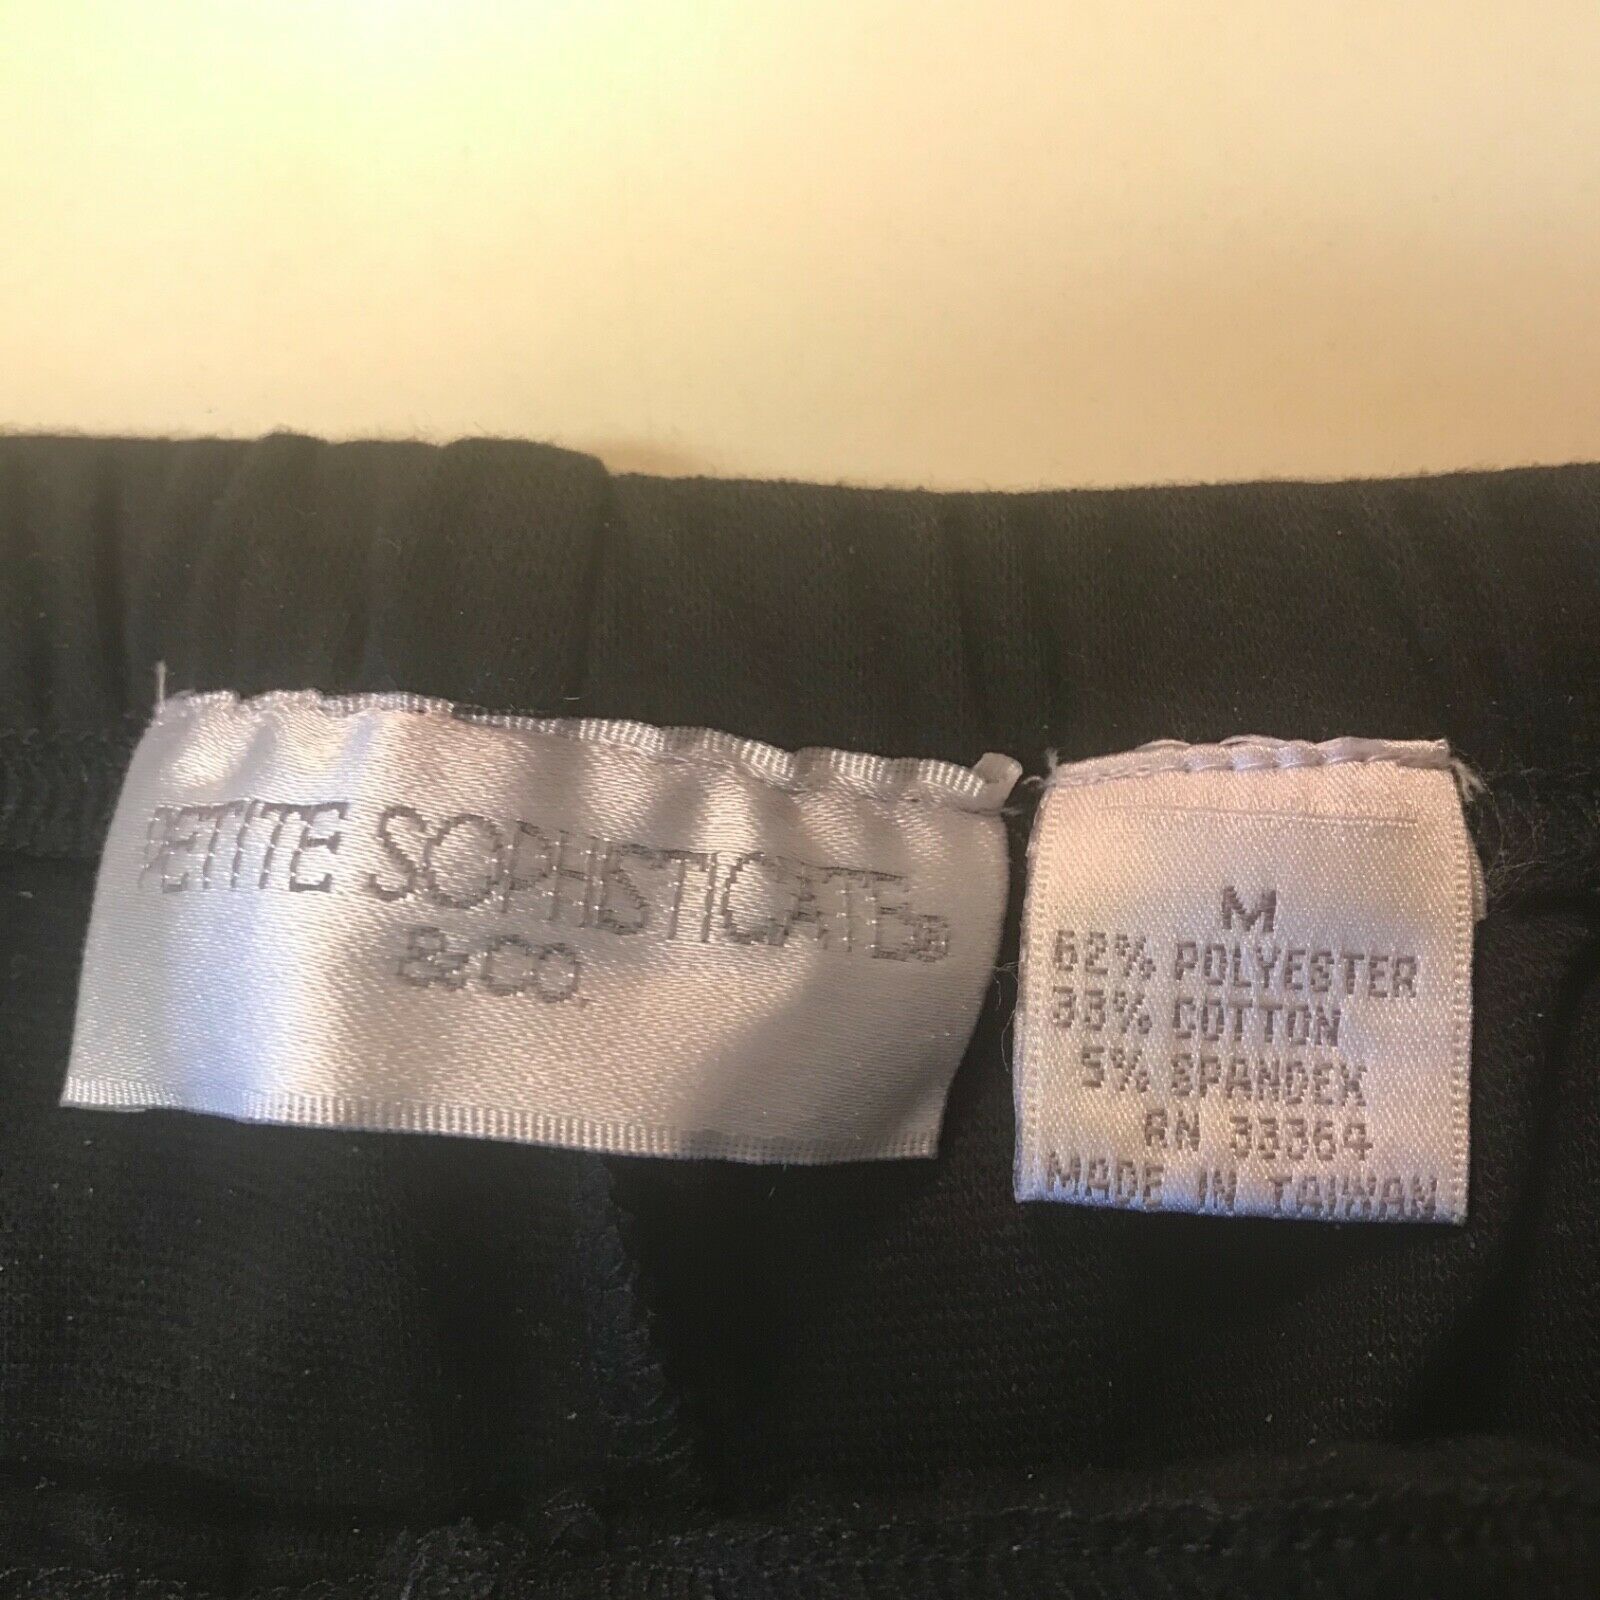 PETITE SOPHISTICATE®
& CO.
M
62% POLYESTER
33% COTTON
5% SPANDEX
RN 33364
MADE IN TAIWAN